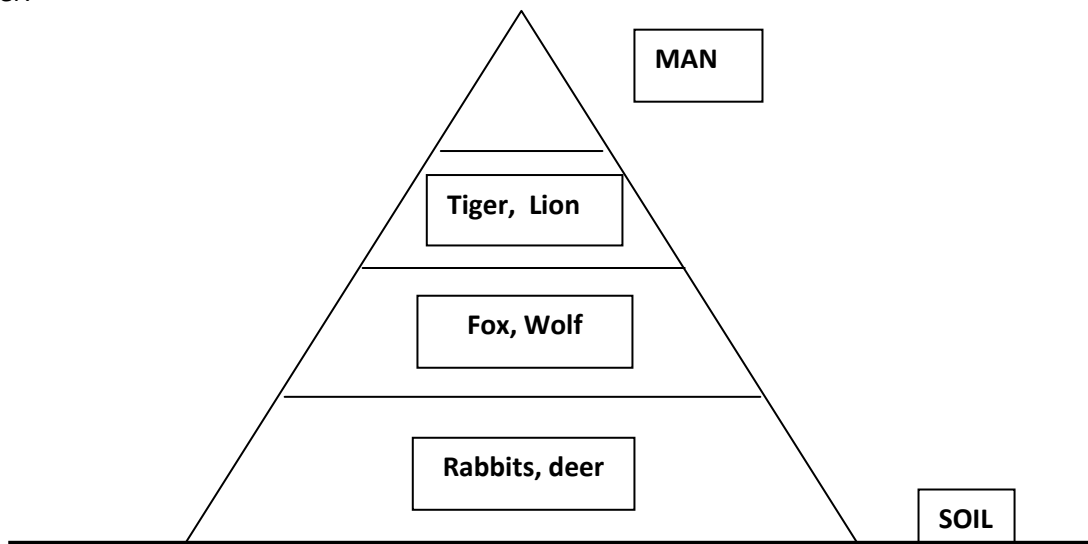 MAN
Tiger, Lion
Fox, Wolf
Rabbits, deer
SOIL